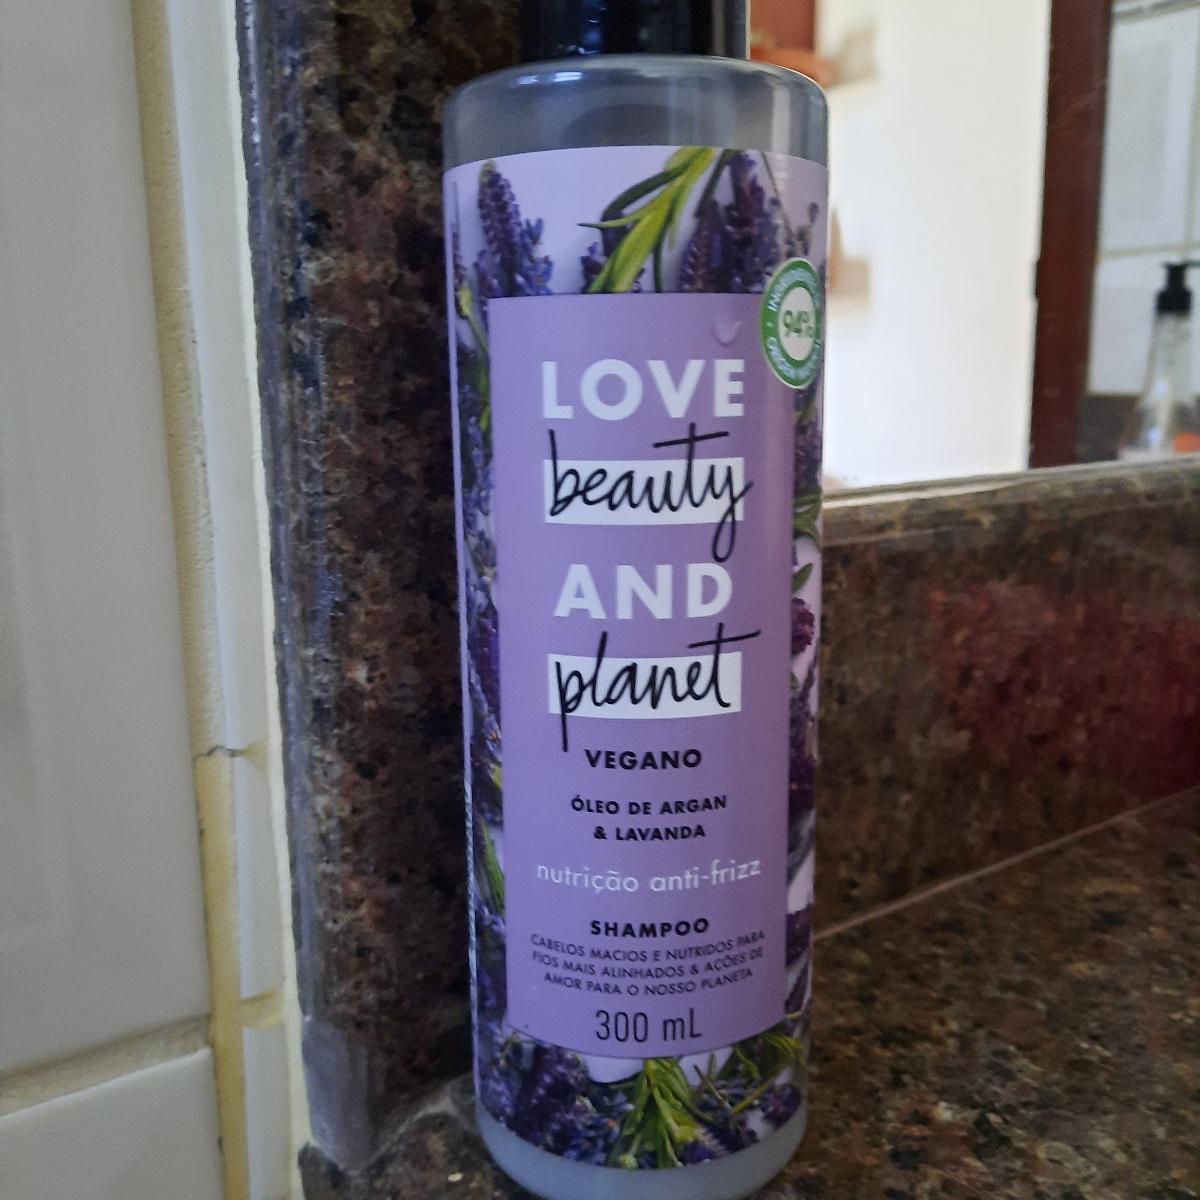 LOVE
beauty
AND
planet
94%
VEGANO
ÓLEO DE ARGAN
& LAVANDA
nutrição anti-frizz
SHAMPOO
CABELOS MACIOS E NUTRIDOS PARA
FIOS MAIS ALINHADOS & AÇÕES DE
AMOR PARA O NOSSO PLANETA
300 mL